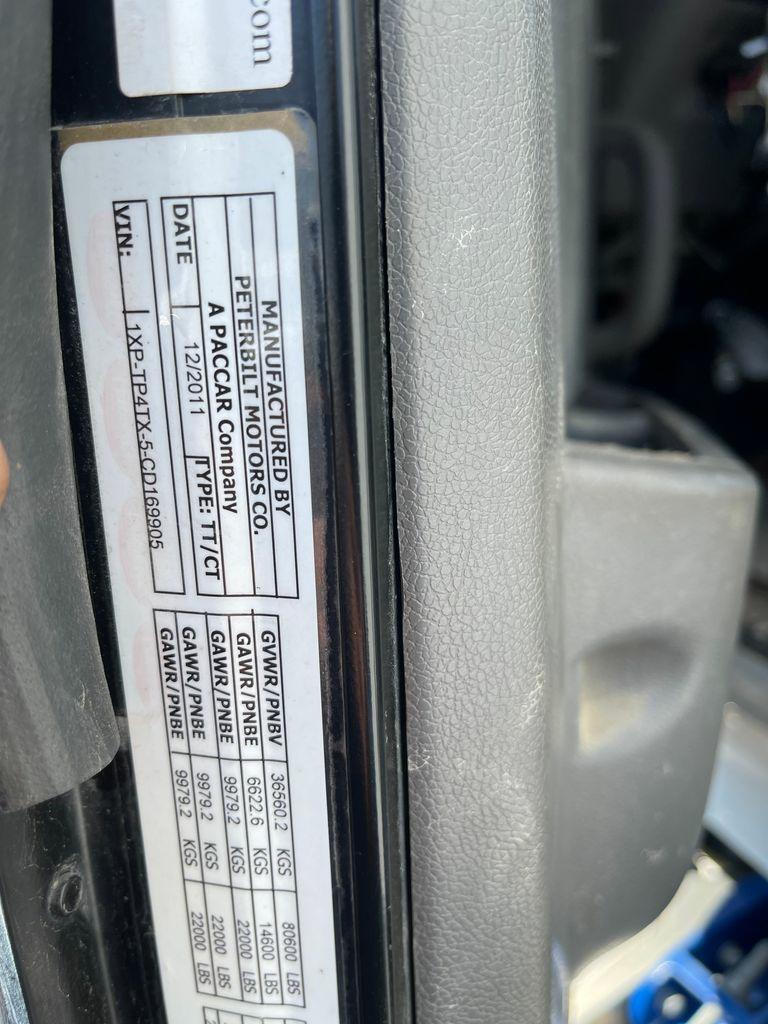 .com
MANUFACTURED BY
PETERBILT MOTORS CO.
A PACCAR Company
DATE 12/2011 TYPE: TT/CT
VIN: 1XP-TP4TX-5-CD169905
GVWR/PNBV 36560.2 KGS 80600 LBS
GAWR/PNBE 6622.6 KGS 14600 LBS
GAWR/PNBE 9979.2 KGS 22000 LBS
GAWR/PNBE 9979.2 KGS 22000 LBS
GAWR/PNBE 9979.2 KGS 22000 LBS